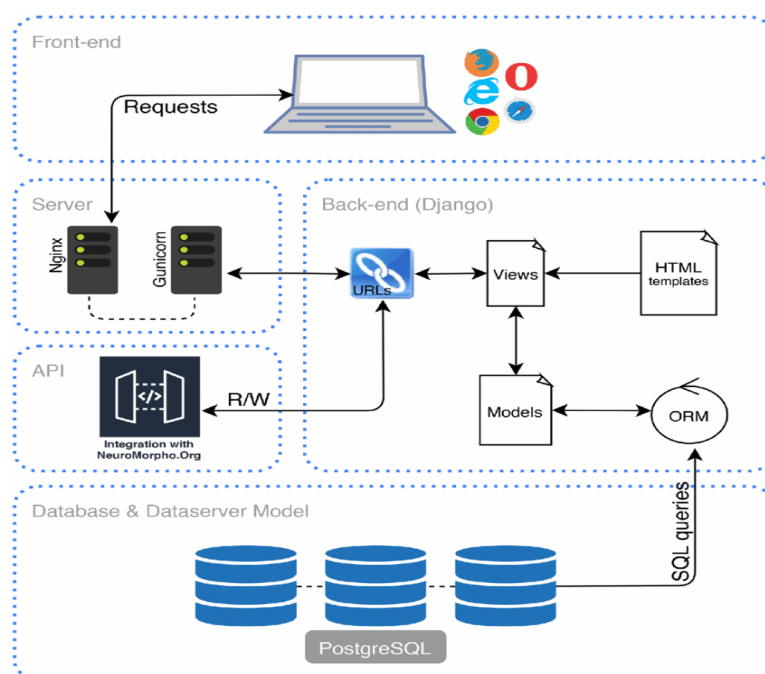 Front-end
Requests
Server
Nginx
Gunicorn
Back-end (Django)
URLs
Views
HTML
templates
API
</>
Integration with
NeuroMorpho.Org
R/W
Models
ORM
SQL queries
Database & Dataserver Model
PostgreSQL